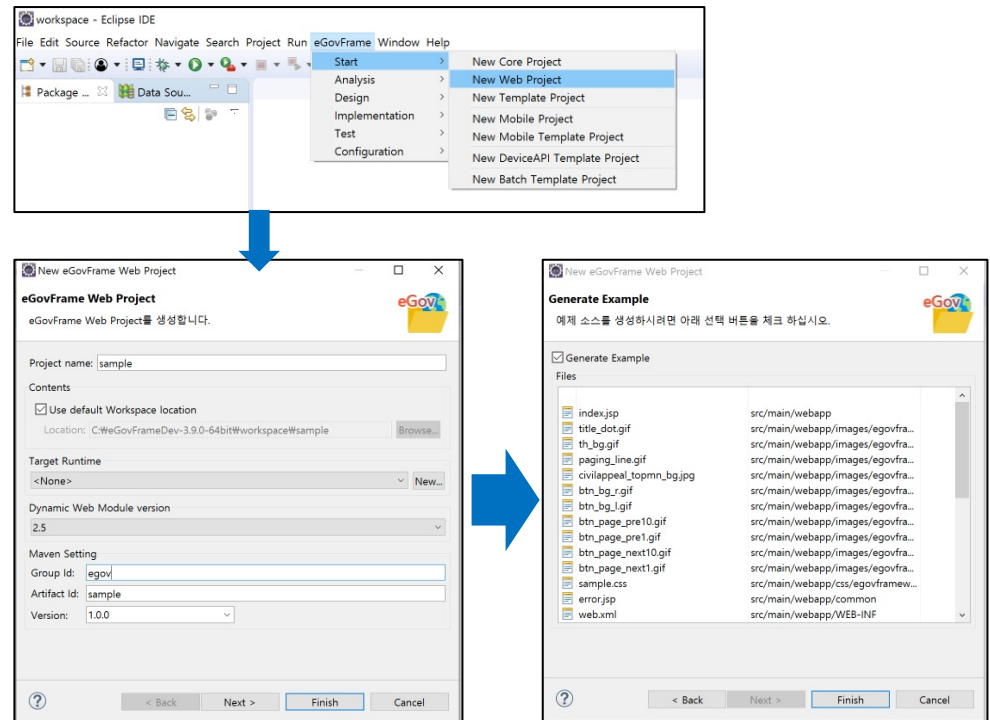 workspace - Eclipse IDE
File Edit Source Refactor Navigate Search Project Run eGovFrame Window Help
Package ... Data Sou...
Start
Analysis
Design
Implementation
Test
Configuration
New Core Project
New Web Project
New Template Project
New Mobile Project
New Mobile Template Project
New DeviceAPI Template Project
New Batch Template Project
New eGovFrame Web Project
eGovFrame Web Project
eGovFrame Web Project를 생성합니다.
eGov
Project name: sample
Contents
Use default Workspace location
Location: C:₩eGovFrameDev-3.9.0-64bit₩workspace₩sample Browse...
Target Runtime
<None> New...
Dynamic Web Module version
2.5
Maven Setting
Group Id: egov
Artifact Id: sample
Version: 1.0.0
? < Back Next > Finish Cancel
New eGovFrame Web Project
Generate Example
예제 소스를 생성하시려면 아래 선택 버튼을 체크 하십시오.
eGov
Generate Example
Files
index.jsp src/main/webapp
title_dot.gif src/main/webapp/images/egovfra...
th_bg.gif src/main/webapp/images/egovfra...
paging_line.gif src/main/webapp/images/egovfra...
civilappeal_topmn_bg.jpg src/main/webapp/images/egovfra...
btn_bg_r.gif src/main/webapp/images/egovfra...
btn_bg_l.gif src/main/webapp/images/egovfra...
btn_page_pre10.gif src/main/webapp/images/egovfra...
btn_page_pre1.gif src/main/webapp/images/egovfra...
btn_page_next10.gif src/main/webapp/images/egovfra...
btn_page_next1.gif src/main/webapp/images/egovfra...
sample.css src/main/webapp/css/egovframew...
error.jsp src/main/webapp/common
web.xml src/main/webapp/WEB-INF
? < Back Next > Finish Cancel